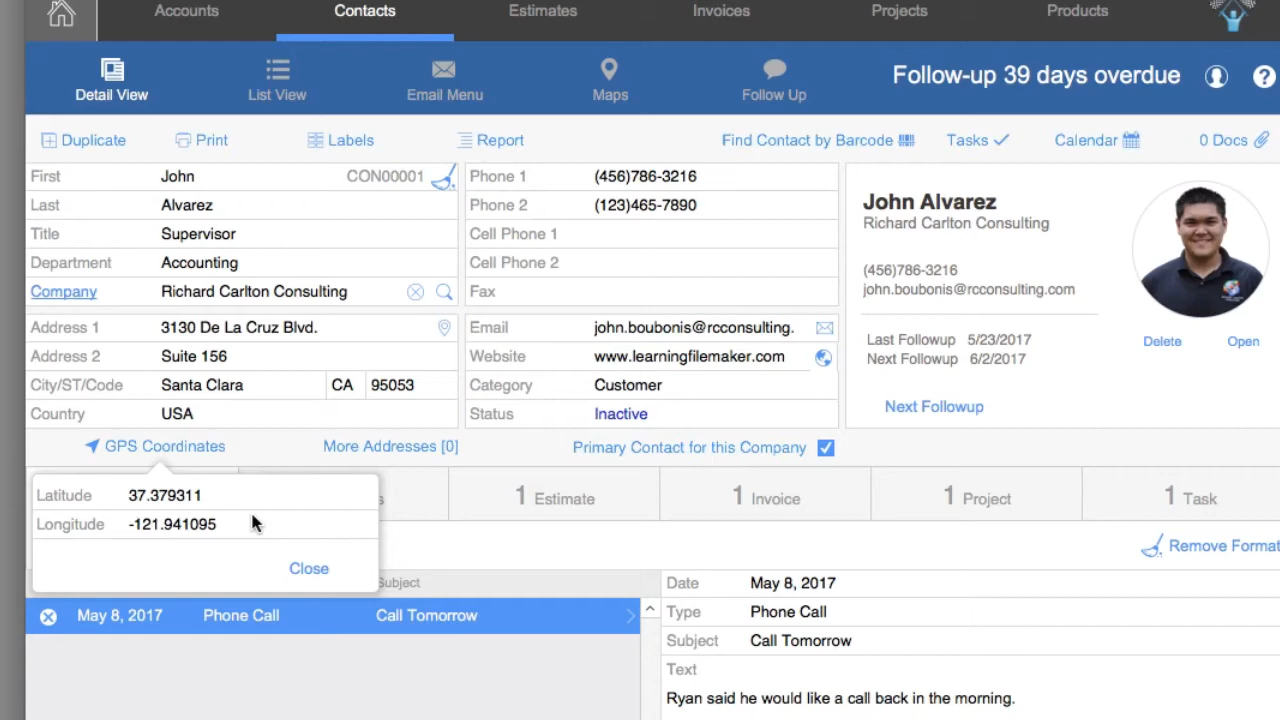 Accounts Contacts Estimates Invoices Projects Products
Detail View List View Email Menu Maps Follow Up Follow-up 39 days overdue ?
Duplicate Print Labels Report Find Contact by Barcode Tasks Calendar 0 Docs
First John CON00001
Last Alvarez
Title Supervisor
Department Accounting
Company Richard Carlton Consulting
Address 1 3130 De La Cruz Blvd.
Address 2 Suite 156
City/ST/Code Santa Clara CA 95053
Country USA
Phone 1 (456)786-3216
Phone 2 (123)465-7890
Cell Phone 1
Cell Phone 2
Fax
Email john.boubonis@rcconsulting.
Website www.learningfilemaker.com
Category Customer
Status Inactive
John Alvarez
Richard Carlton Consulting
(456)786-3216
john.boubonis@rcconsulting.com
Last Followup 5/23/2017
Next Followup 6/2/2017
Next Followup
Delete Open
GPS Coordinates More Addresses [0] Primary Contact for this Company
Latitude 37.379311
Longitude -121.941095
Close
1 Estimate 1 Invoice 1 Project 1 Task
Remove Format
Subject
May 8, 2017 Phone Call Call Tomorrow
Date May 8, 2017
Type Phone Call
Subject Call Tomorrow
Text
Ryan said he would like a call back in the morning.